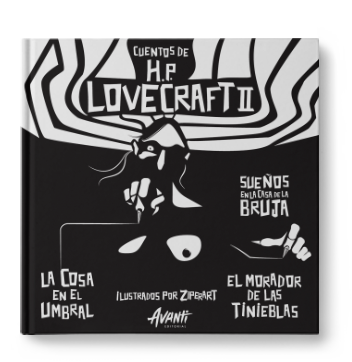 CUENTOS DE
H.P.
LOVECRAFT II
SUEÑOS
EN LA CASA DE LA
BRUJA
LA COSA
EN EL
UMBRAL
ILUSTRADOS POR ZIPERART
EL MORADOR
DE LAS
TINIEBLAS
AVANTI
EDITORIAL